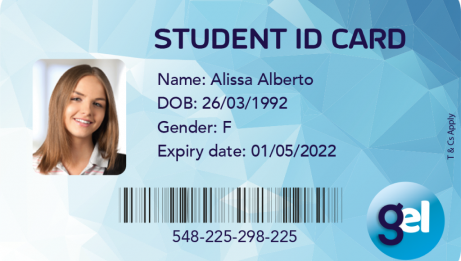 STUDENT ID CARD
Name: Alissa Alberto
DOB: 26/03/1992
Gender: F
Expiry date: 01/05/2022
T & Cs Apply
548-225-298-225
gel